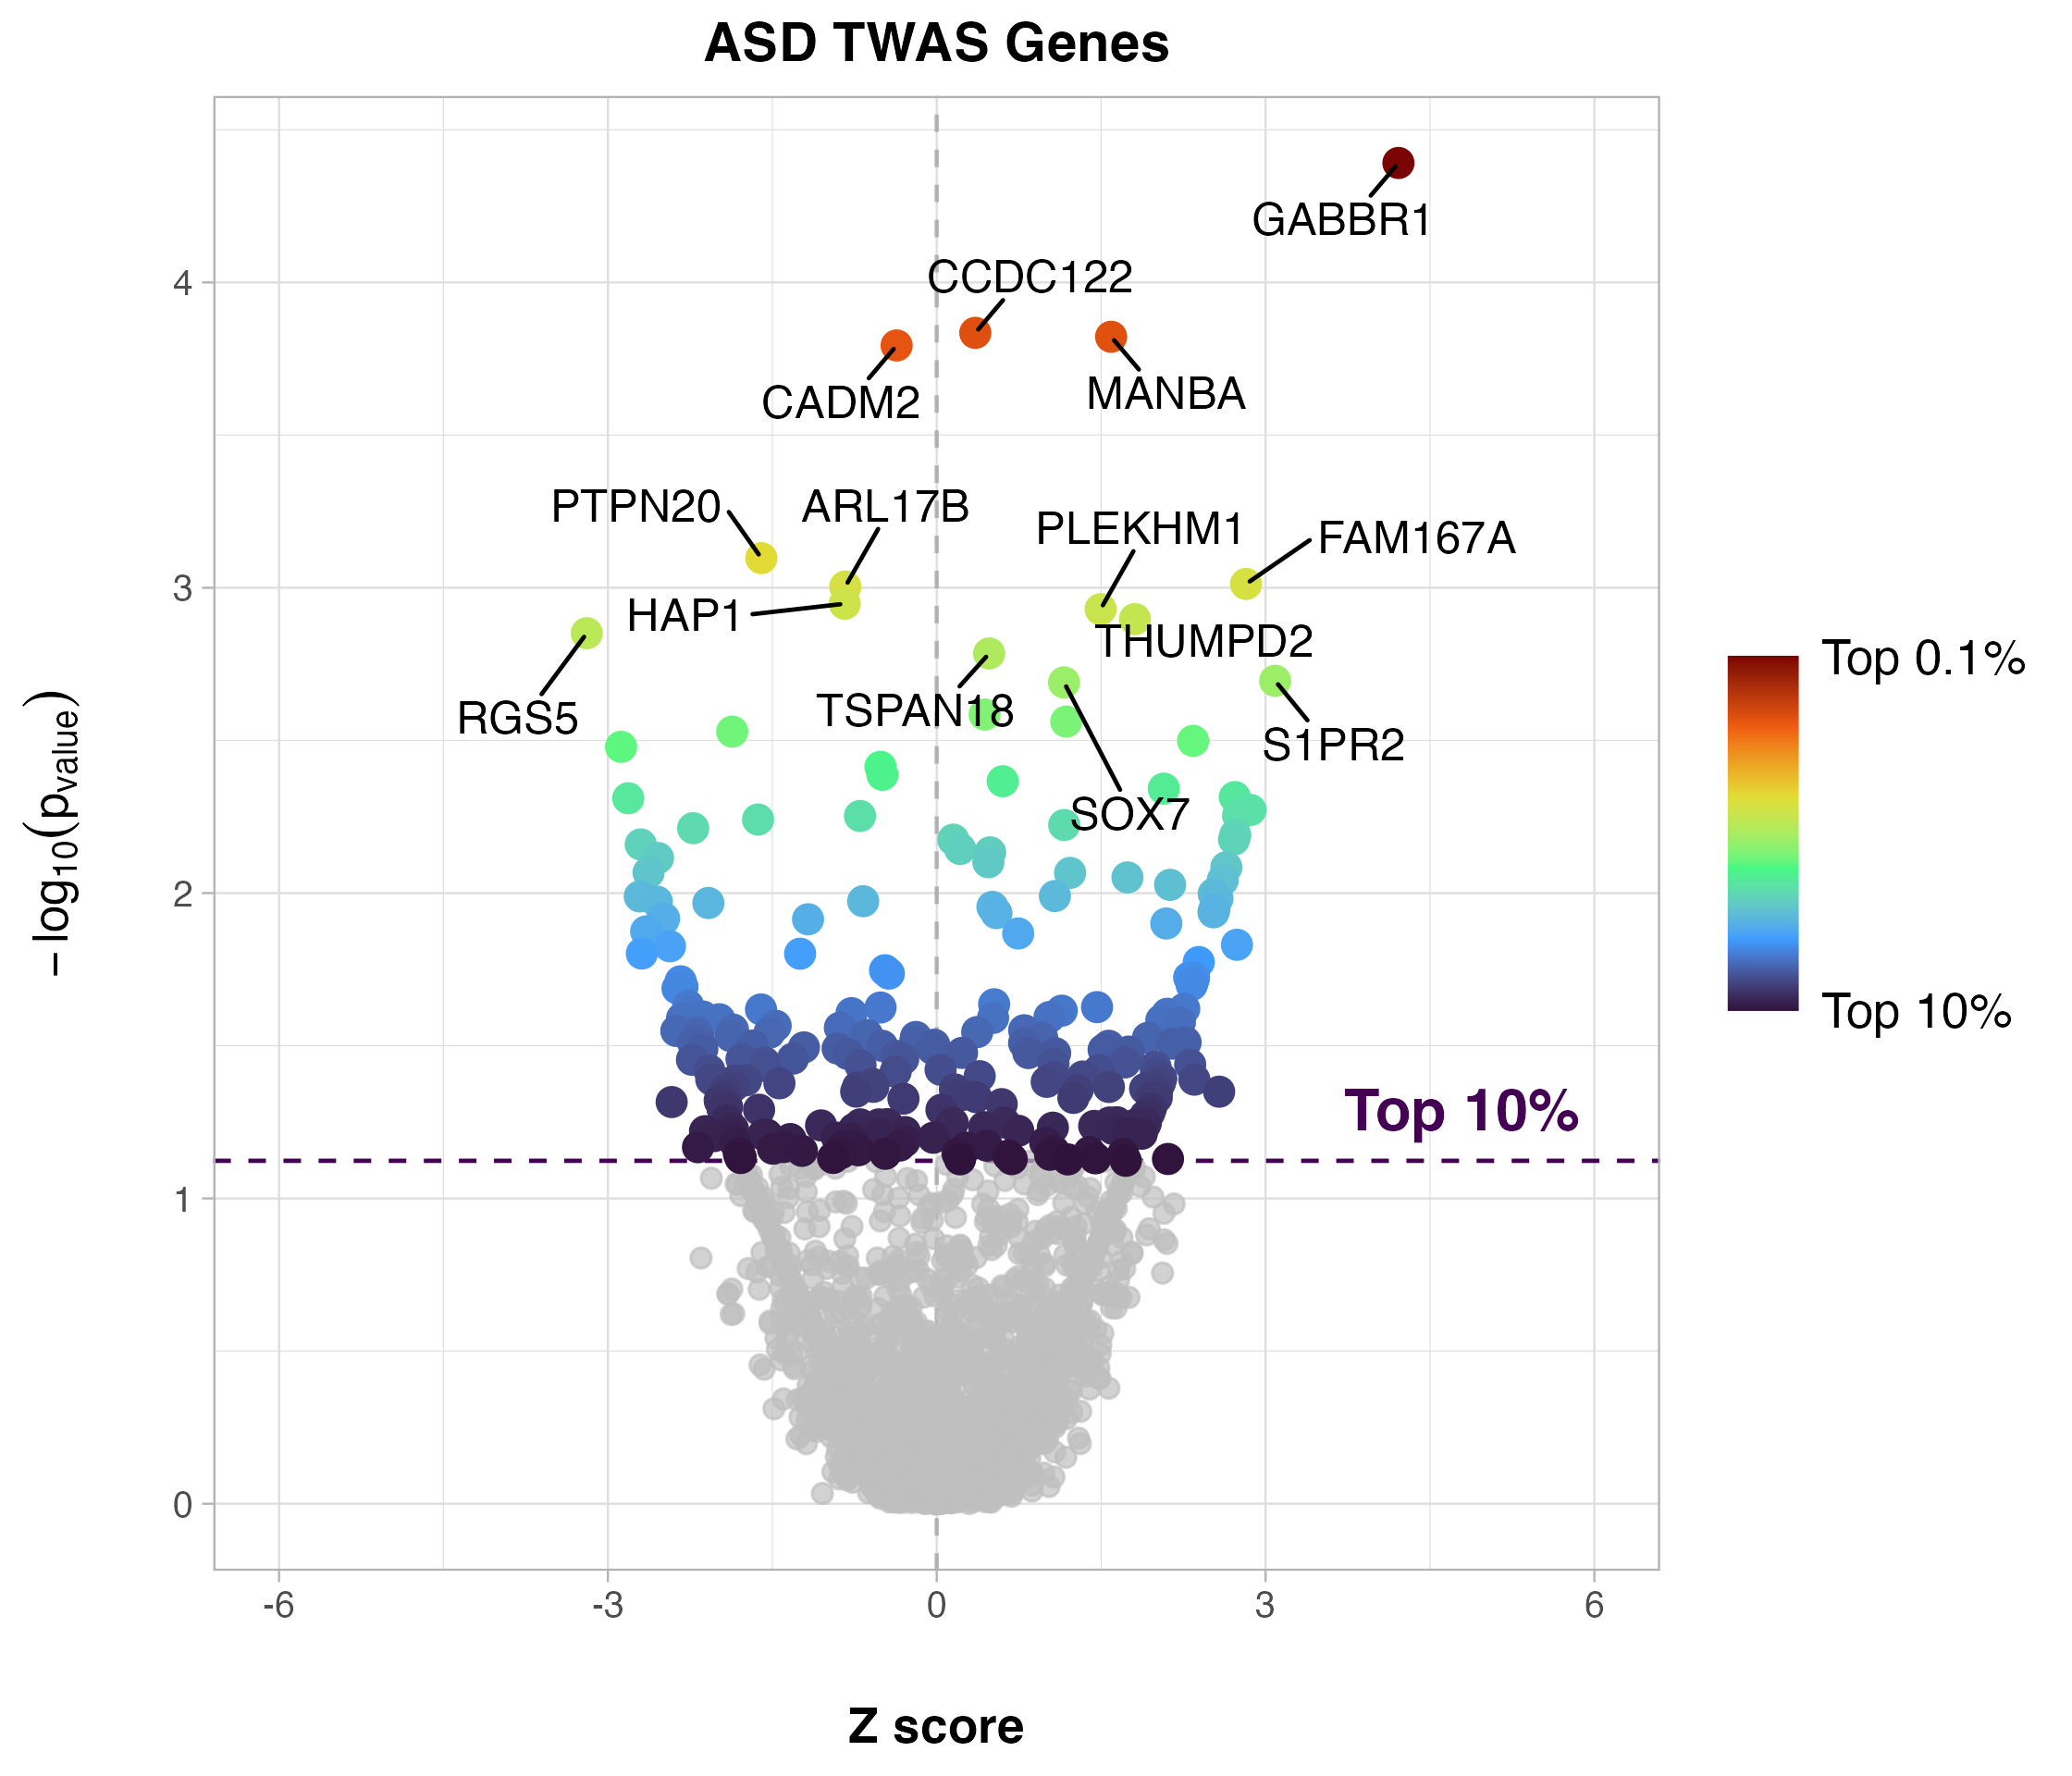 ASD TWAS Genes
GABBR1
CCDC122
4
CADM2
MANBA
PTPN20
ARL17B
PLEKHM1
FAM167A
3
HAP1
THUMPD2
RGS5
TSPAN18
S1PR2
SOX7
2
Top 10%
1
0
-6
-3
0
3
6
Z score
−log10(pvalue)
Top 0.1%
Top 10%